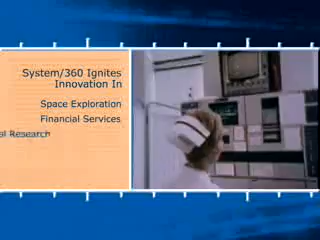 System/360 Ignites
Innovation In
Space Exploration
Financial Services
al Research